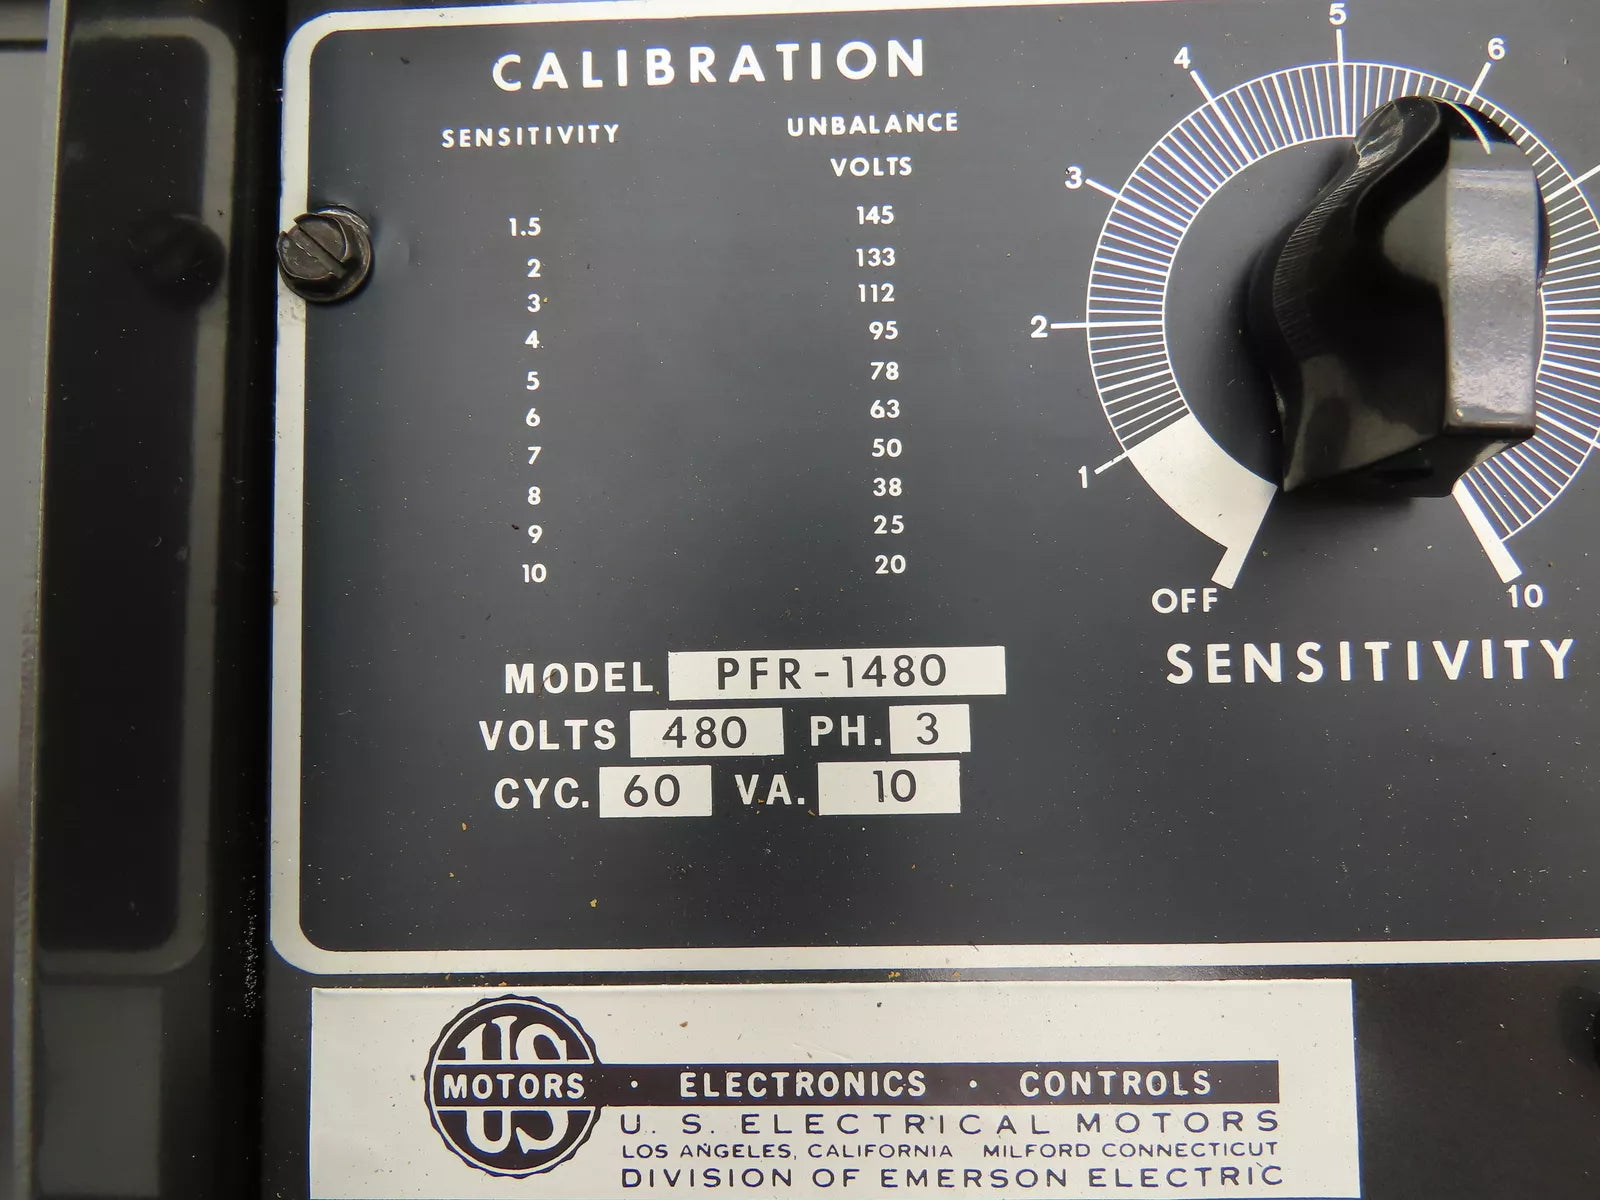 CALIBRATION
SENSITIVITY UNBALANCE
VOLTS
1.5 145
2 133
3 112
4 95
5 78
6 63
7 50
8 38
9 25
10 20
MODEL PFR-1480
VOLTS 480 PH. 3
CYC. 60 VA. 10
OFF 1 2 3 4 5 6 10
SENSITIVITY
US
MOTORS · ELECTRONICS · CONTROLS
U. S. ELECTRICAL MOTORS
LOS ANGELES, CALIFORNIA MILFORD CONNECTICUT
DIVISION OF EMERSON ELECTRIC